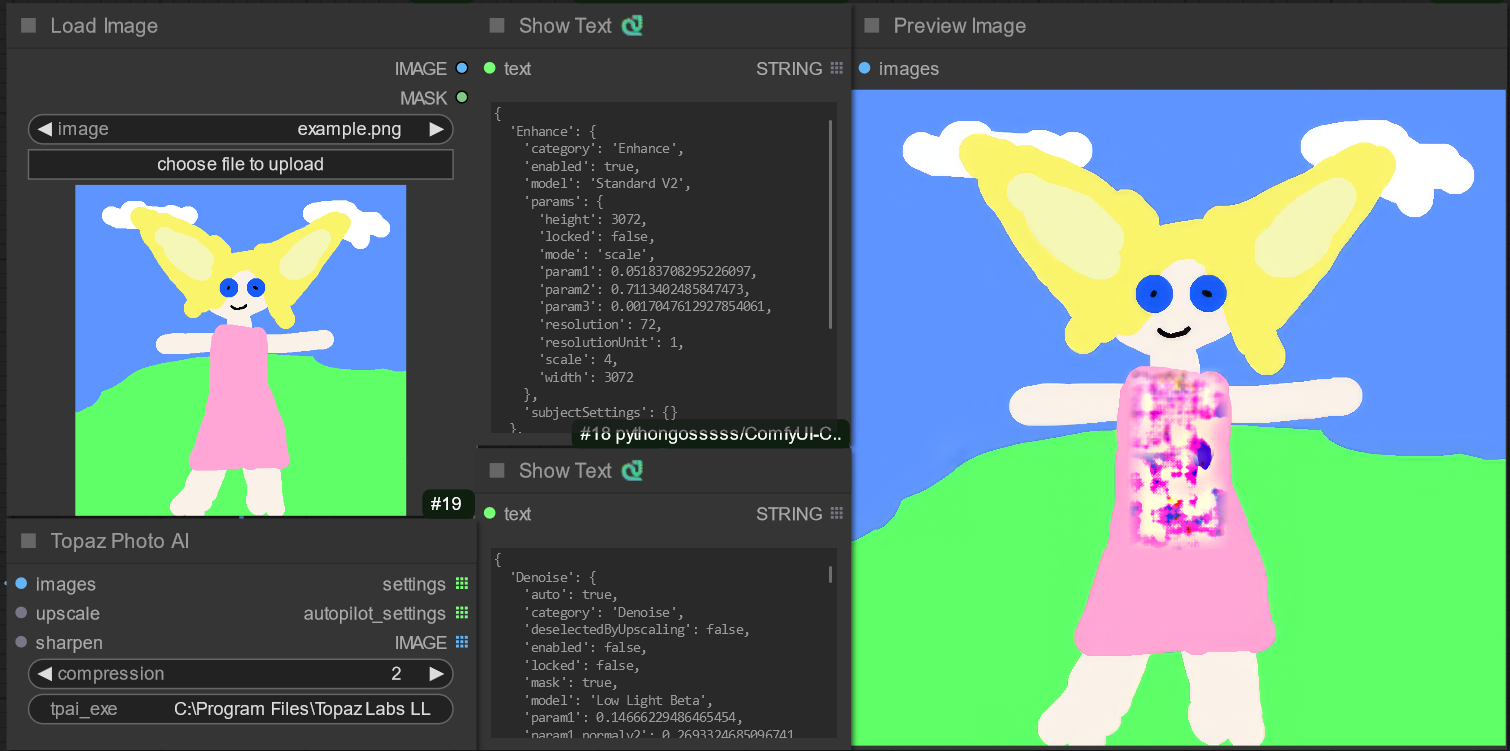 Load Image
IMAGE
MASK
image example.png
choose file to upload
#19
Topaz Photo AI
images settings
upscale autopilot_settings
sharpen IMAGE
compression 2
tpai_exe C:\Program Files\Topaz Labs LL
Show Text
text STRING
{
'Enhance': {
'category': 'Enhance',
'enabled': true,
'model': 'Standard V2',
'params': {
'height': 3072,
'locked': false,
'mode': 'scale',
'param1': 0.05183708295226097,
'param2': 0.7113402485847473,
'param3': 0.0017047612927854061,
'resolution': 72,
'resolutionUnit': 1,
'scale': 4,
'width': 3072
},
'subjectSettings': {}
},
#18 pythongosssss/ComfyUI-C..
Show Text
text STRING
{
'Denoise': {
'auto': true,
'category': 'Denoise',
'deselectedByUpscaling': false,
'enabled': false,
'locked': false,
'mask': true,
'model': 'Low Light Beta',
'param1': 0.14666229486465454,
'param1_normalv2': 0.2693324685096741
Preview Image
images